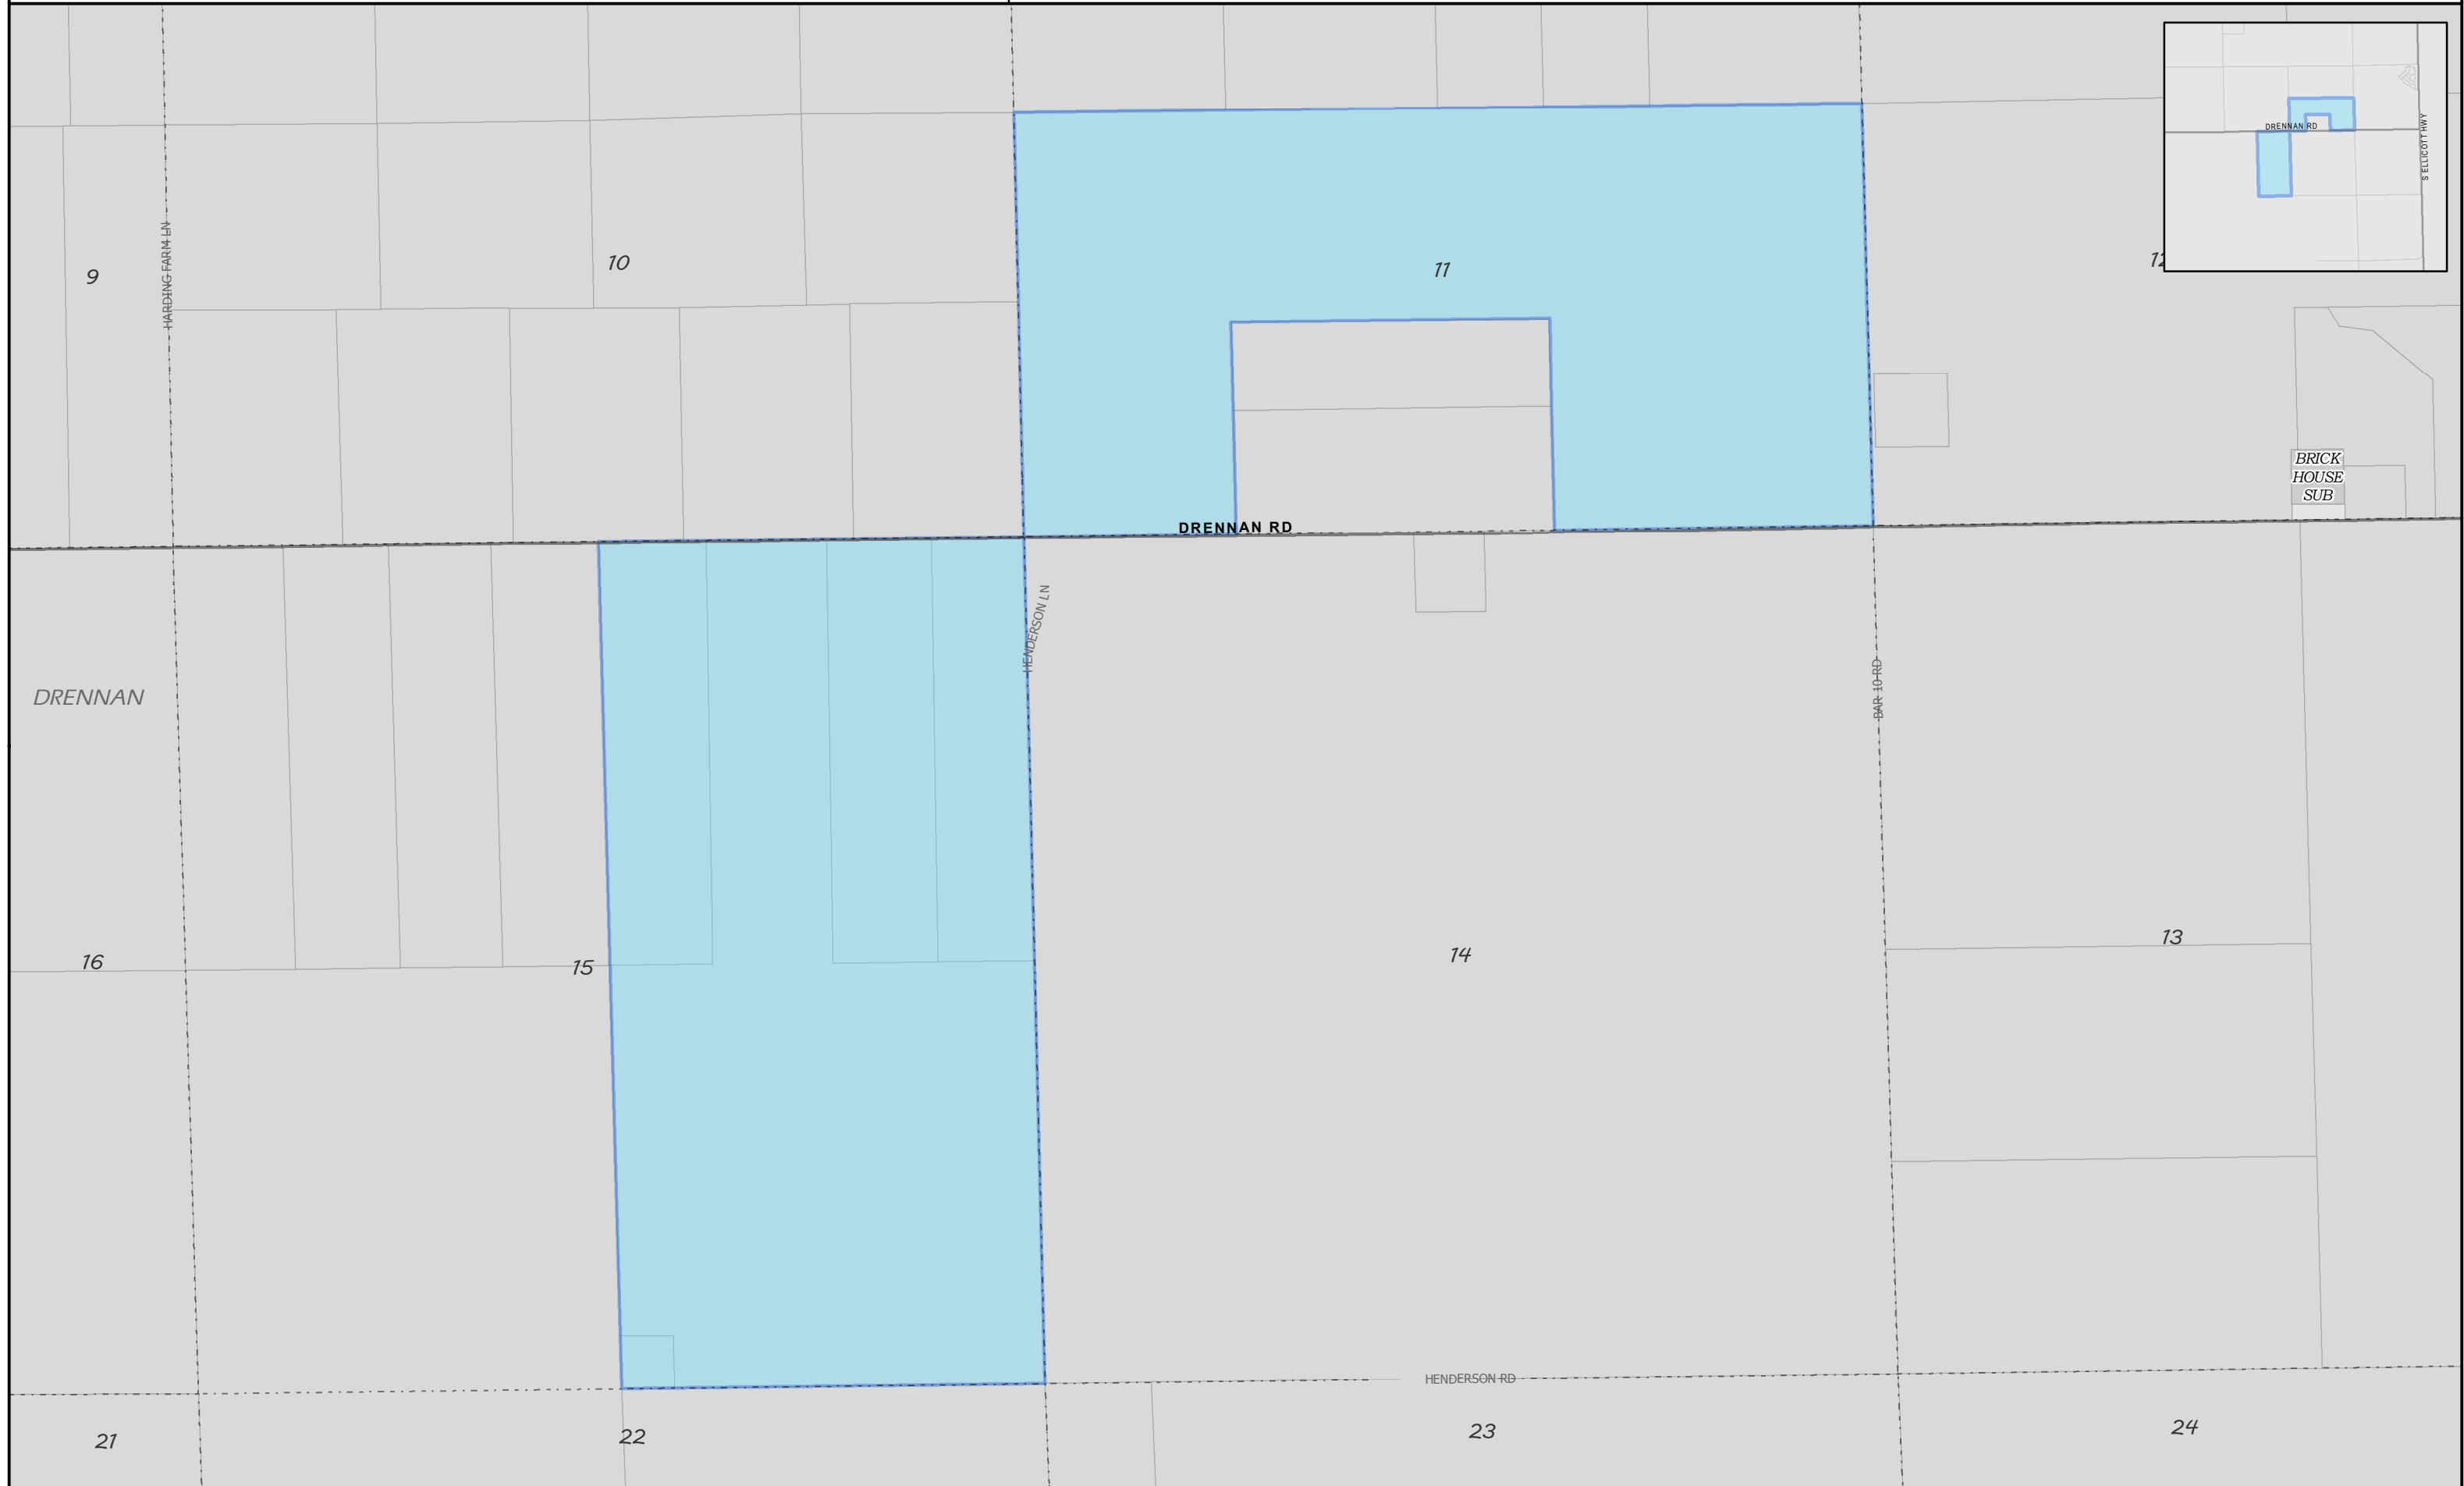 DRENNAN RD
S ELLICOTT HWY
9
HARDING FARM LN
10
11
BRICK
HOUSE
SUB
DRENNAN RD
HENDERSON LN
BAR 10 RD
DRENNAN
16
15
14
13
HENDERSON RD
21
22
23
24